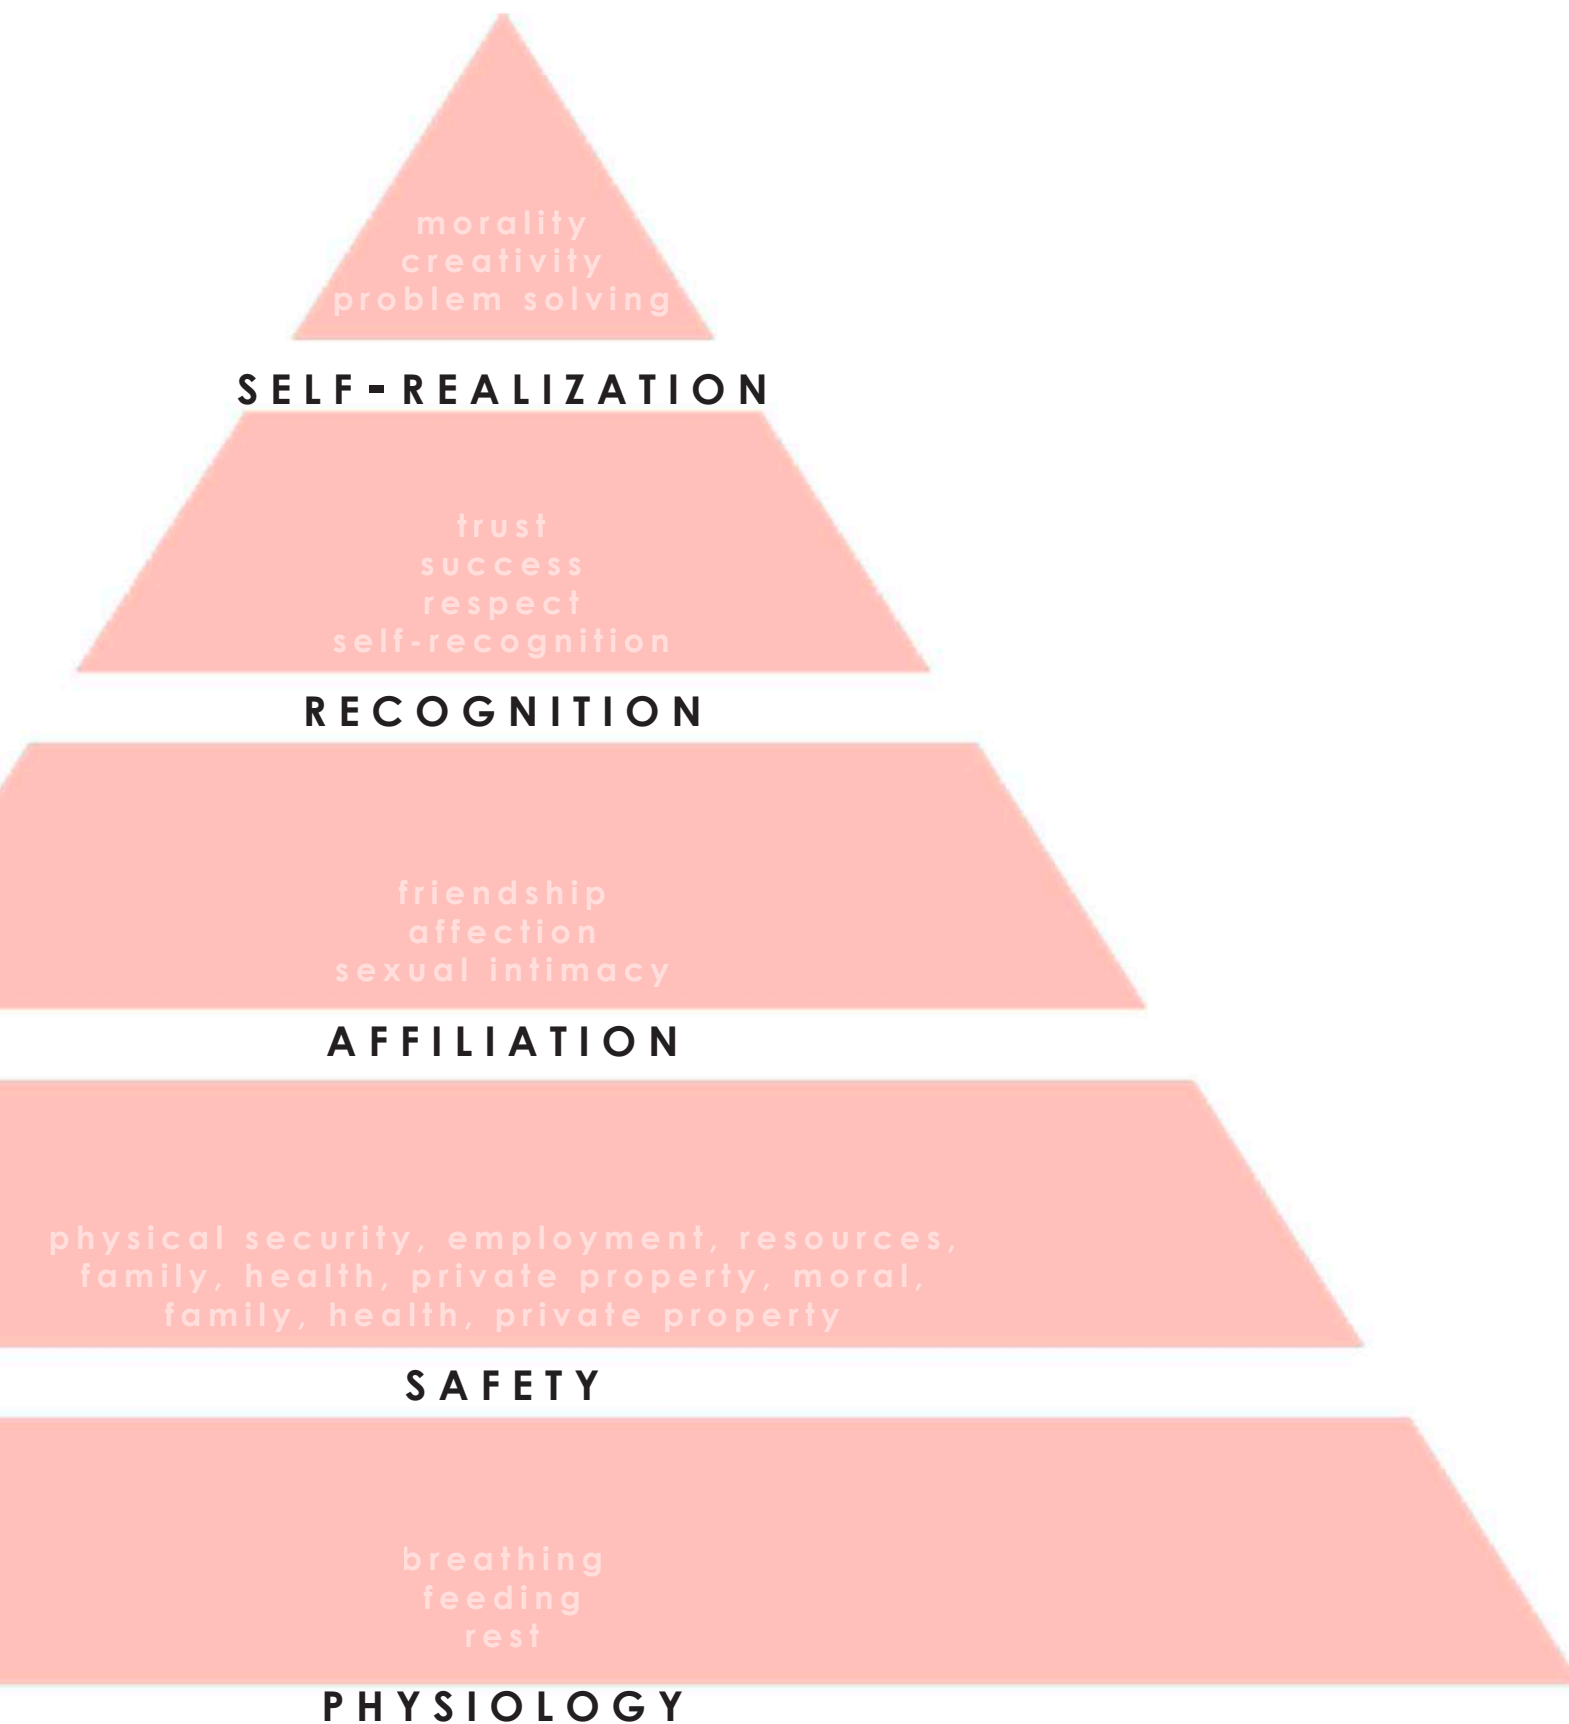 morality
creativity
problem solving
SELF-REALIZATION
trust
success
respect
self-recognition
RECOGNITION
friendship
affection
sexual intimacy
AFFILIATION
physical security, employment, resources,
family, health, private property, moral,
family, health, private property
SAFETY
breathing
feeding
rest
PHYSIOLOGY